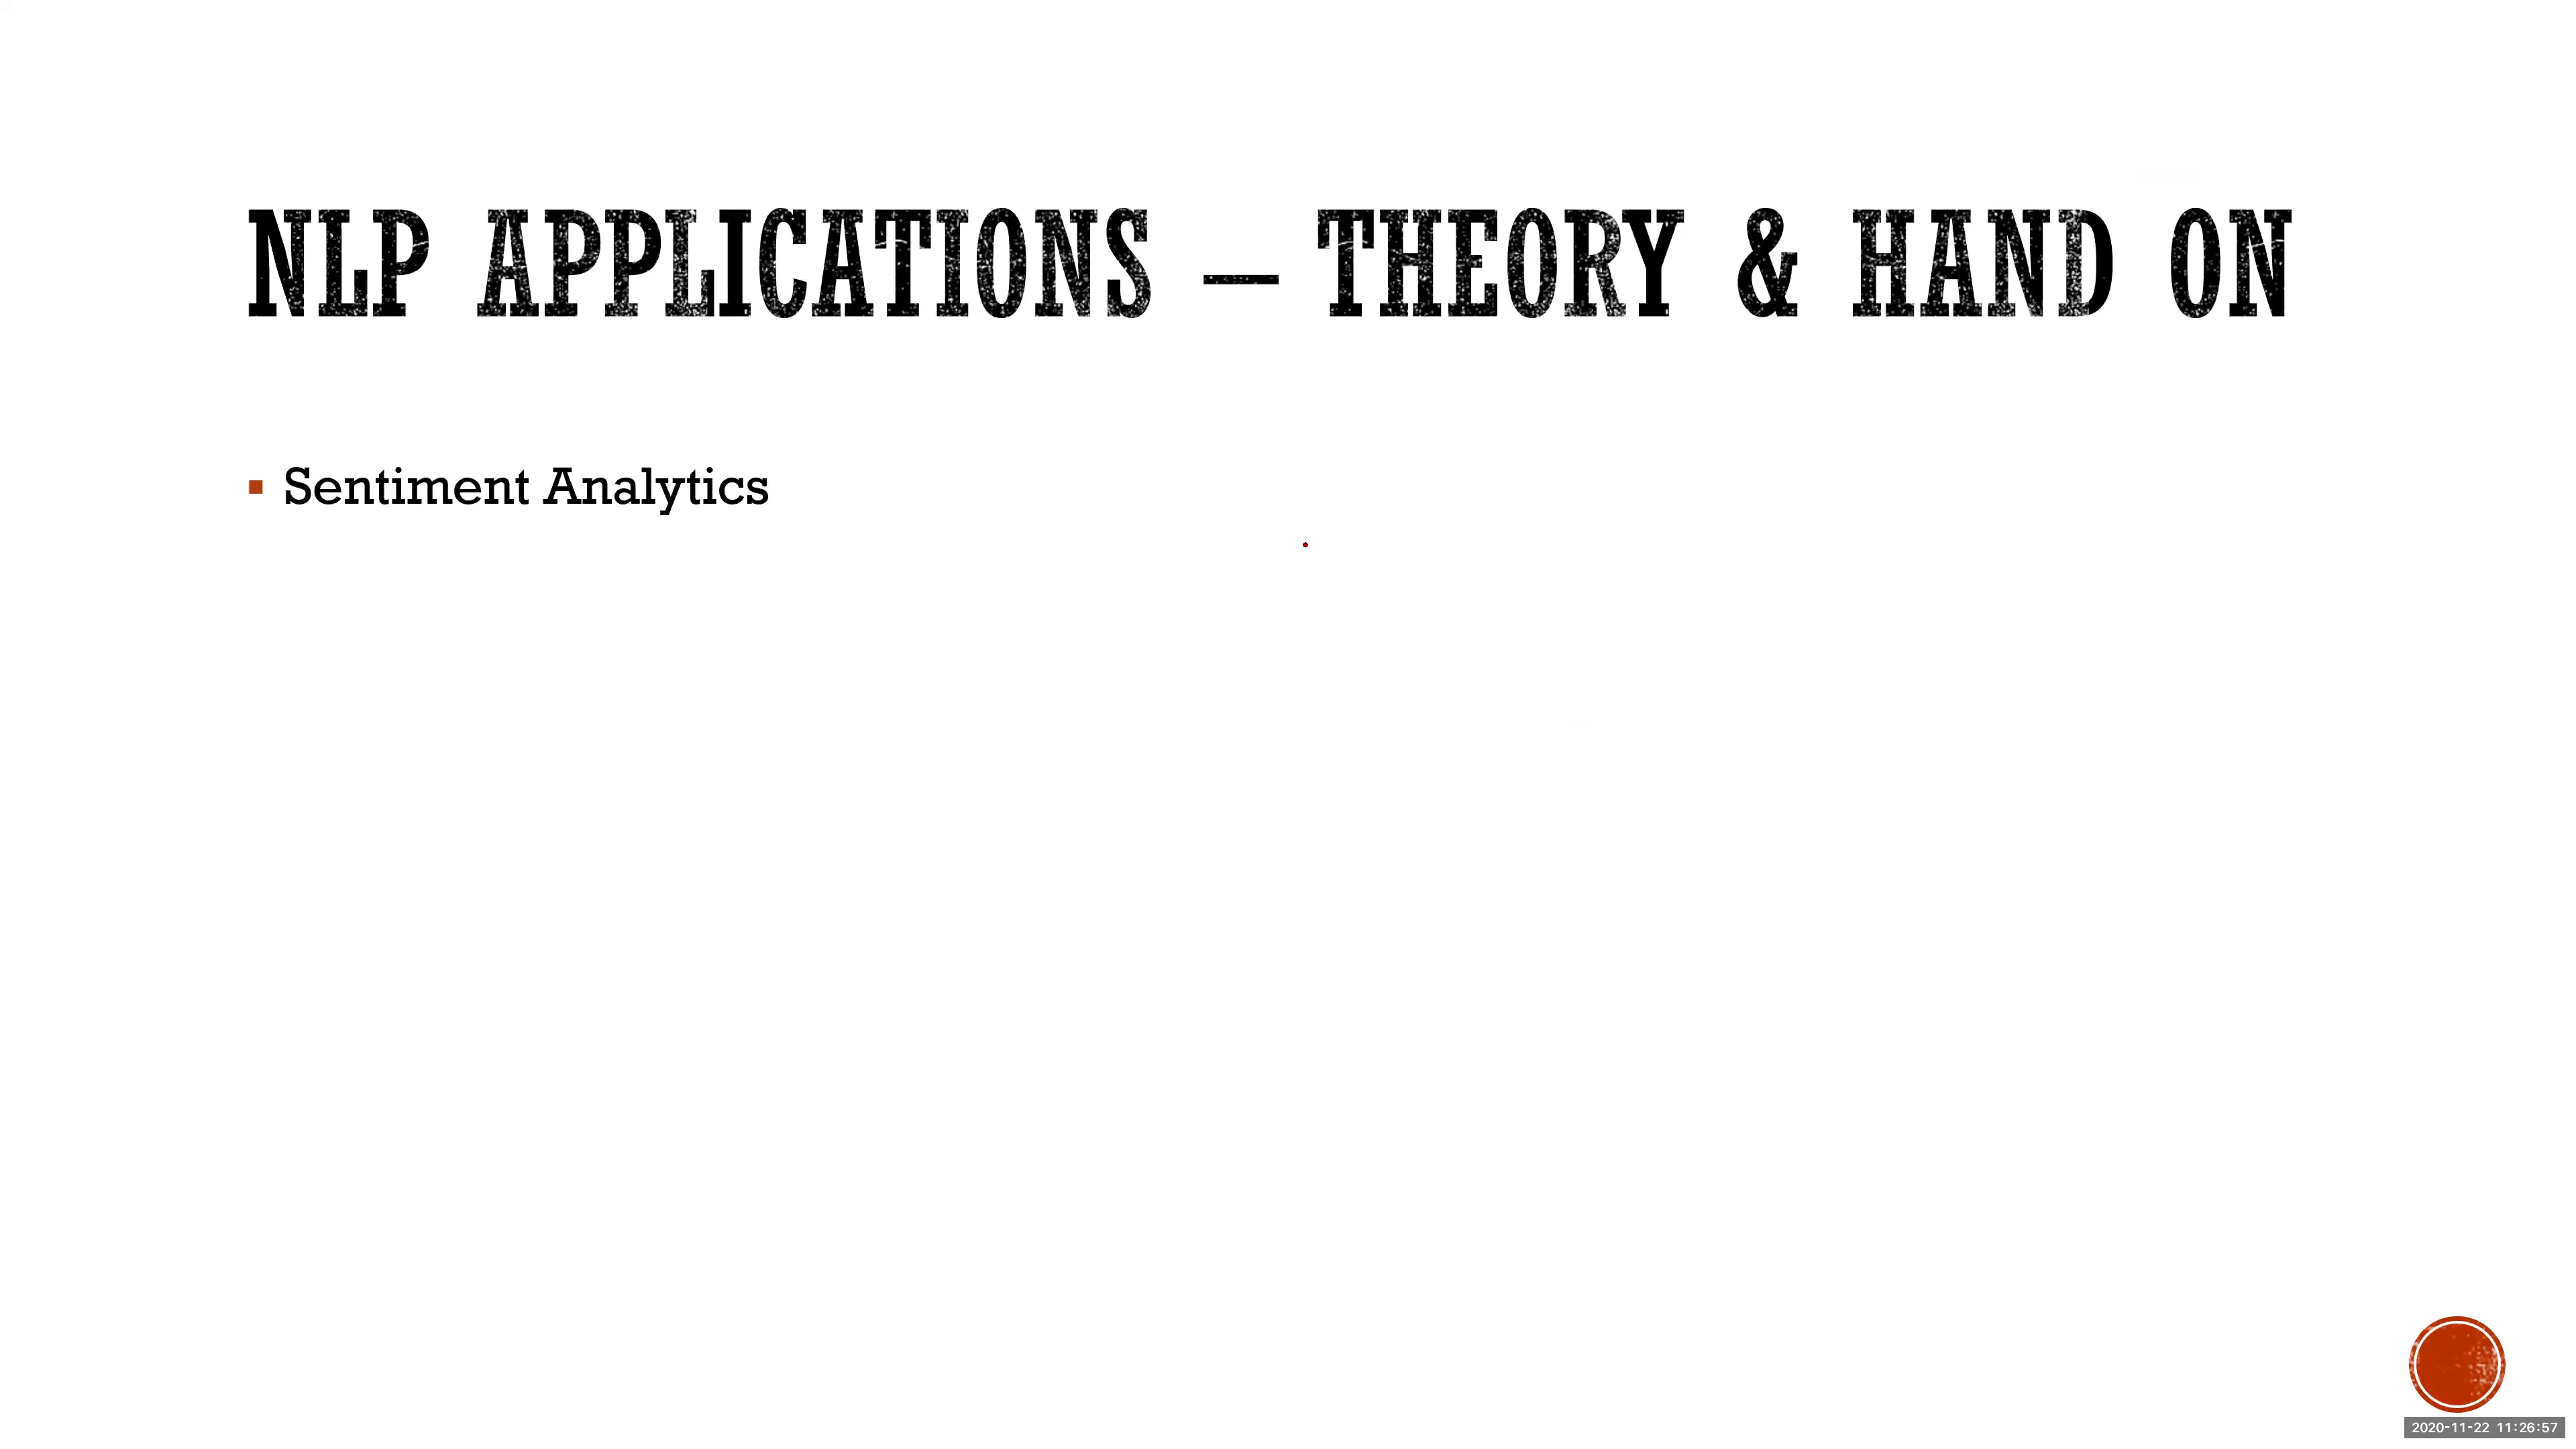 NLP APPLICATIONS – THEORY & HAND ON
Sentiment Analytics
2020-11-22 11:26:57